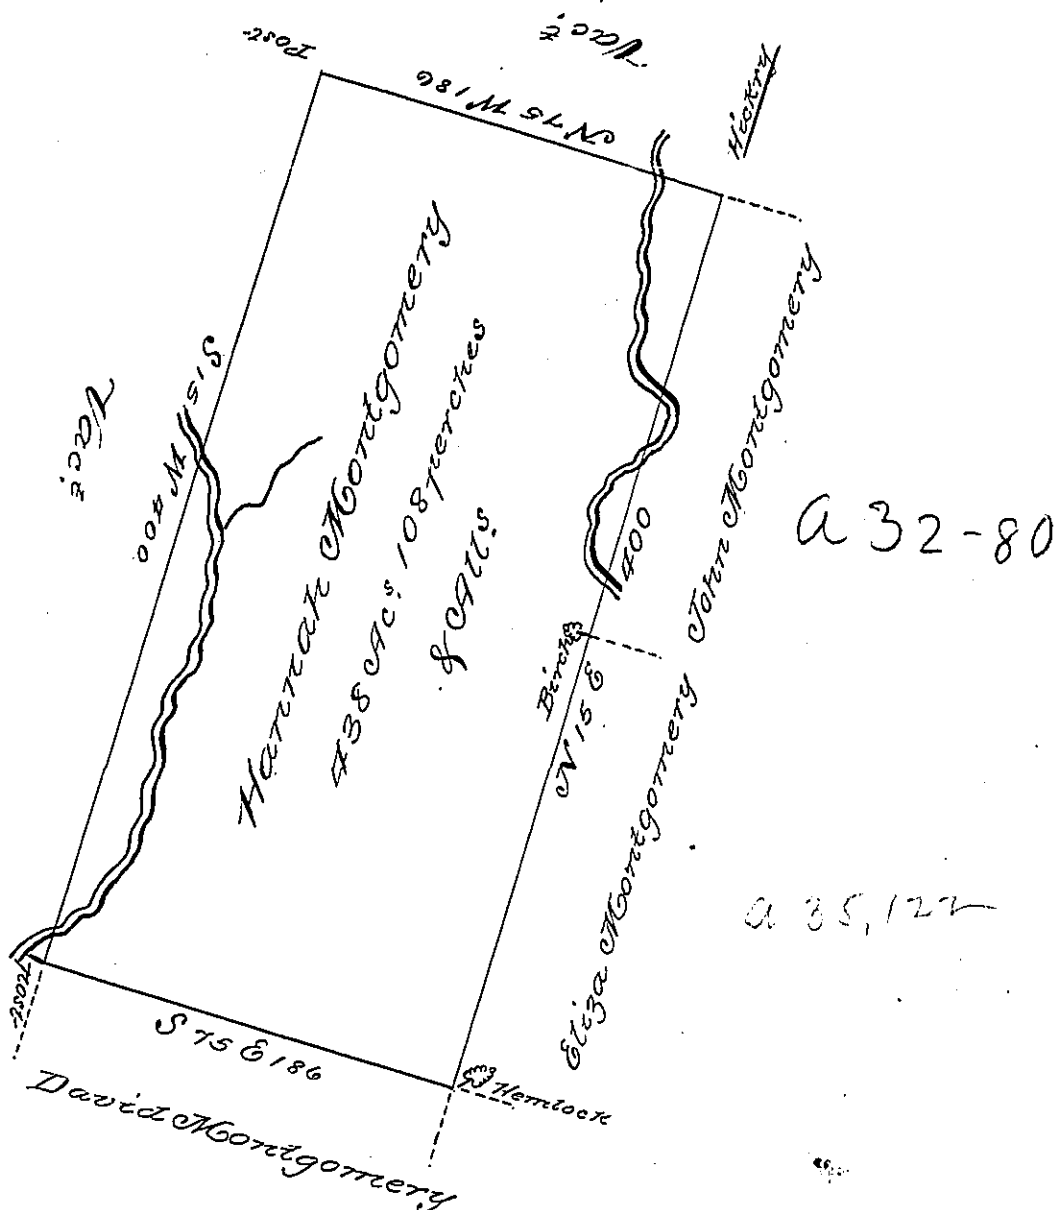 Post
Vac.t
N 75 W 186
Hickry
Hannah Montgomery
438 Ac.s 108 perches
& All.s
S 15 W 400
Vac.t
400
John Montgomery
a 32-80
Birch
N 15 E
Eliza Montgomery
a 35,122
Post
S 75 E 186
Hemlock
David Montgomery